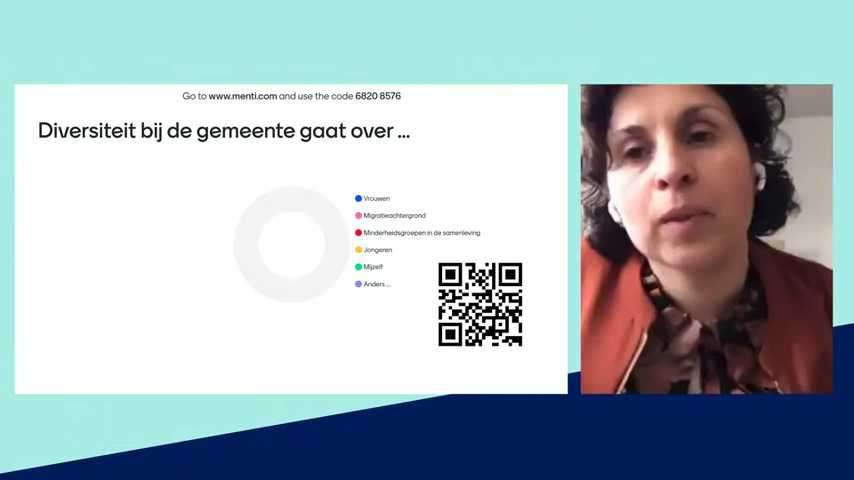 Go to www.menti.com and use the code 6820 8576
Diversiteit bij de gemeente gaat over ...
Vrouwen
Migratieachtergrond
Minderheidsgroepen in de samenleving
Jongeren
Mijzelf
Anders ...